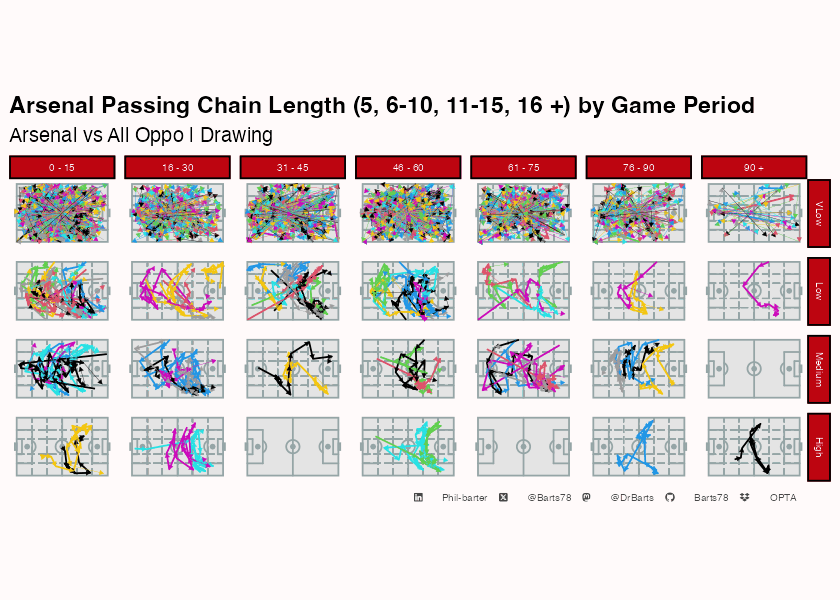 Arsenal Passing Chain Length (5, 6-10, 11-15, 16 +) by Game Period
Arsenal vs All Oppo | Drawing
0 - 15 16 - 30 31 - 45 46 - 60 61 - 75 76 - 90 90 +
V.Low
Low
Medium
High
Phil-barter @Barts78 @DrBarts Barts78 OPTA